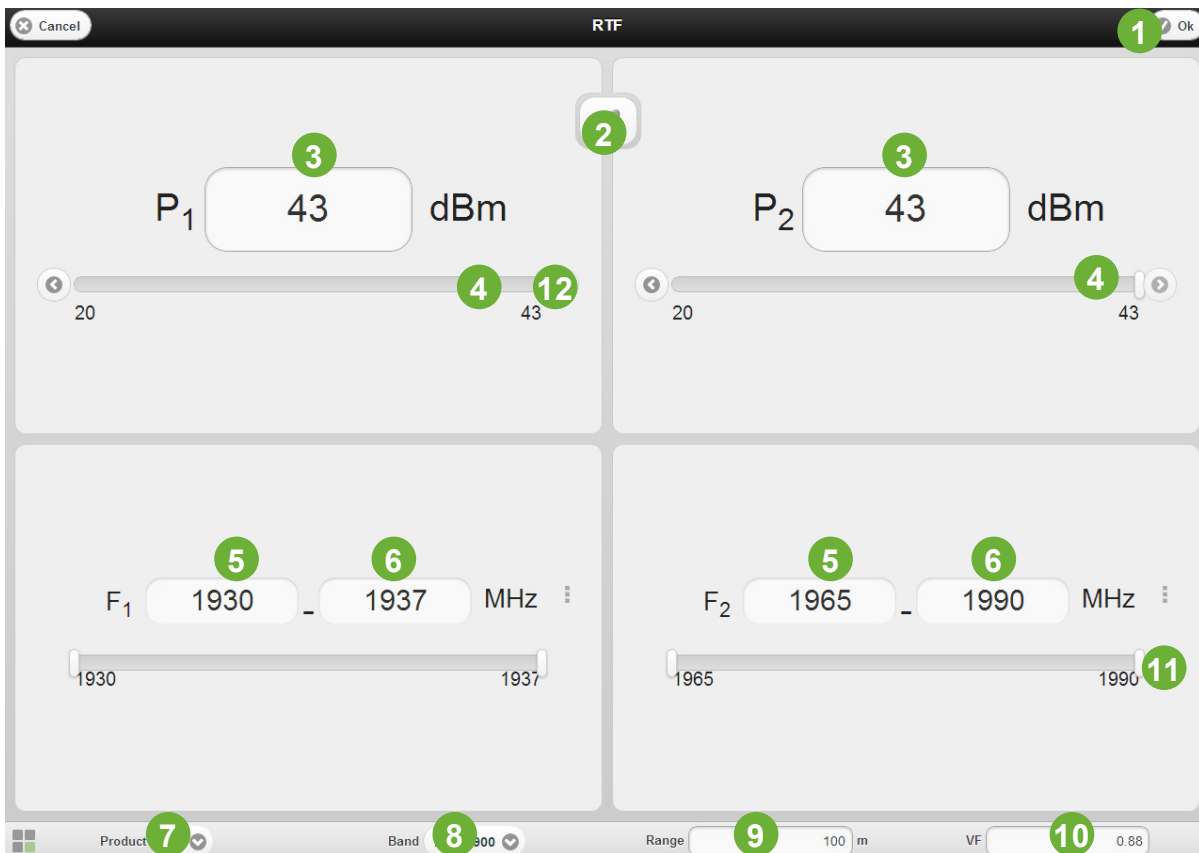 Cancel RTF 1 Ok
2
3 3
P1 43 dBm P2 43 dBm
4 12 4
20 43 20 43
5 6 5 6
F1 1930 - 1937 MHz F2 1965 - 1990 MHz
11
1930 1937 1965 1990
Product 7 Band 8 900 Range 9 100 m VF 10 0.88